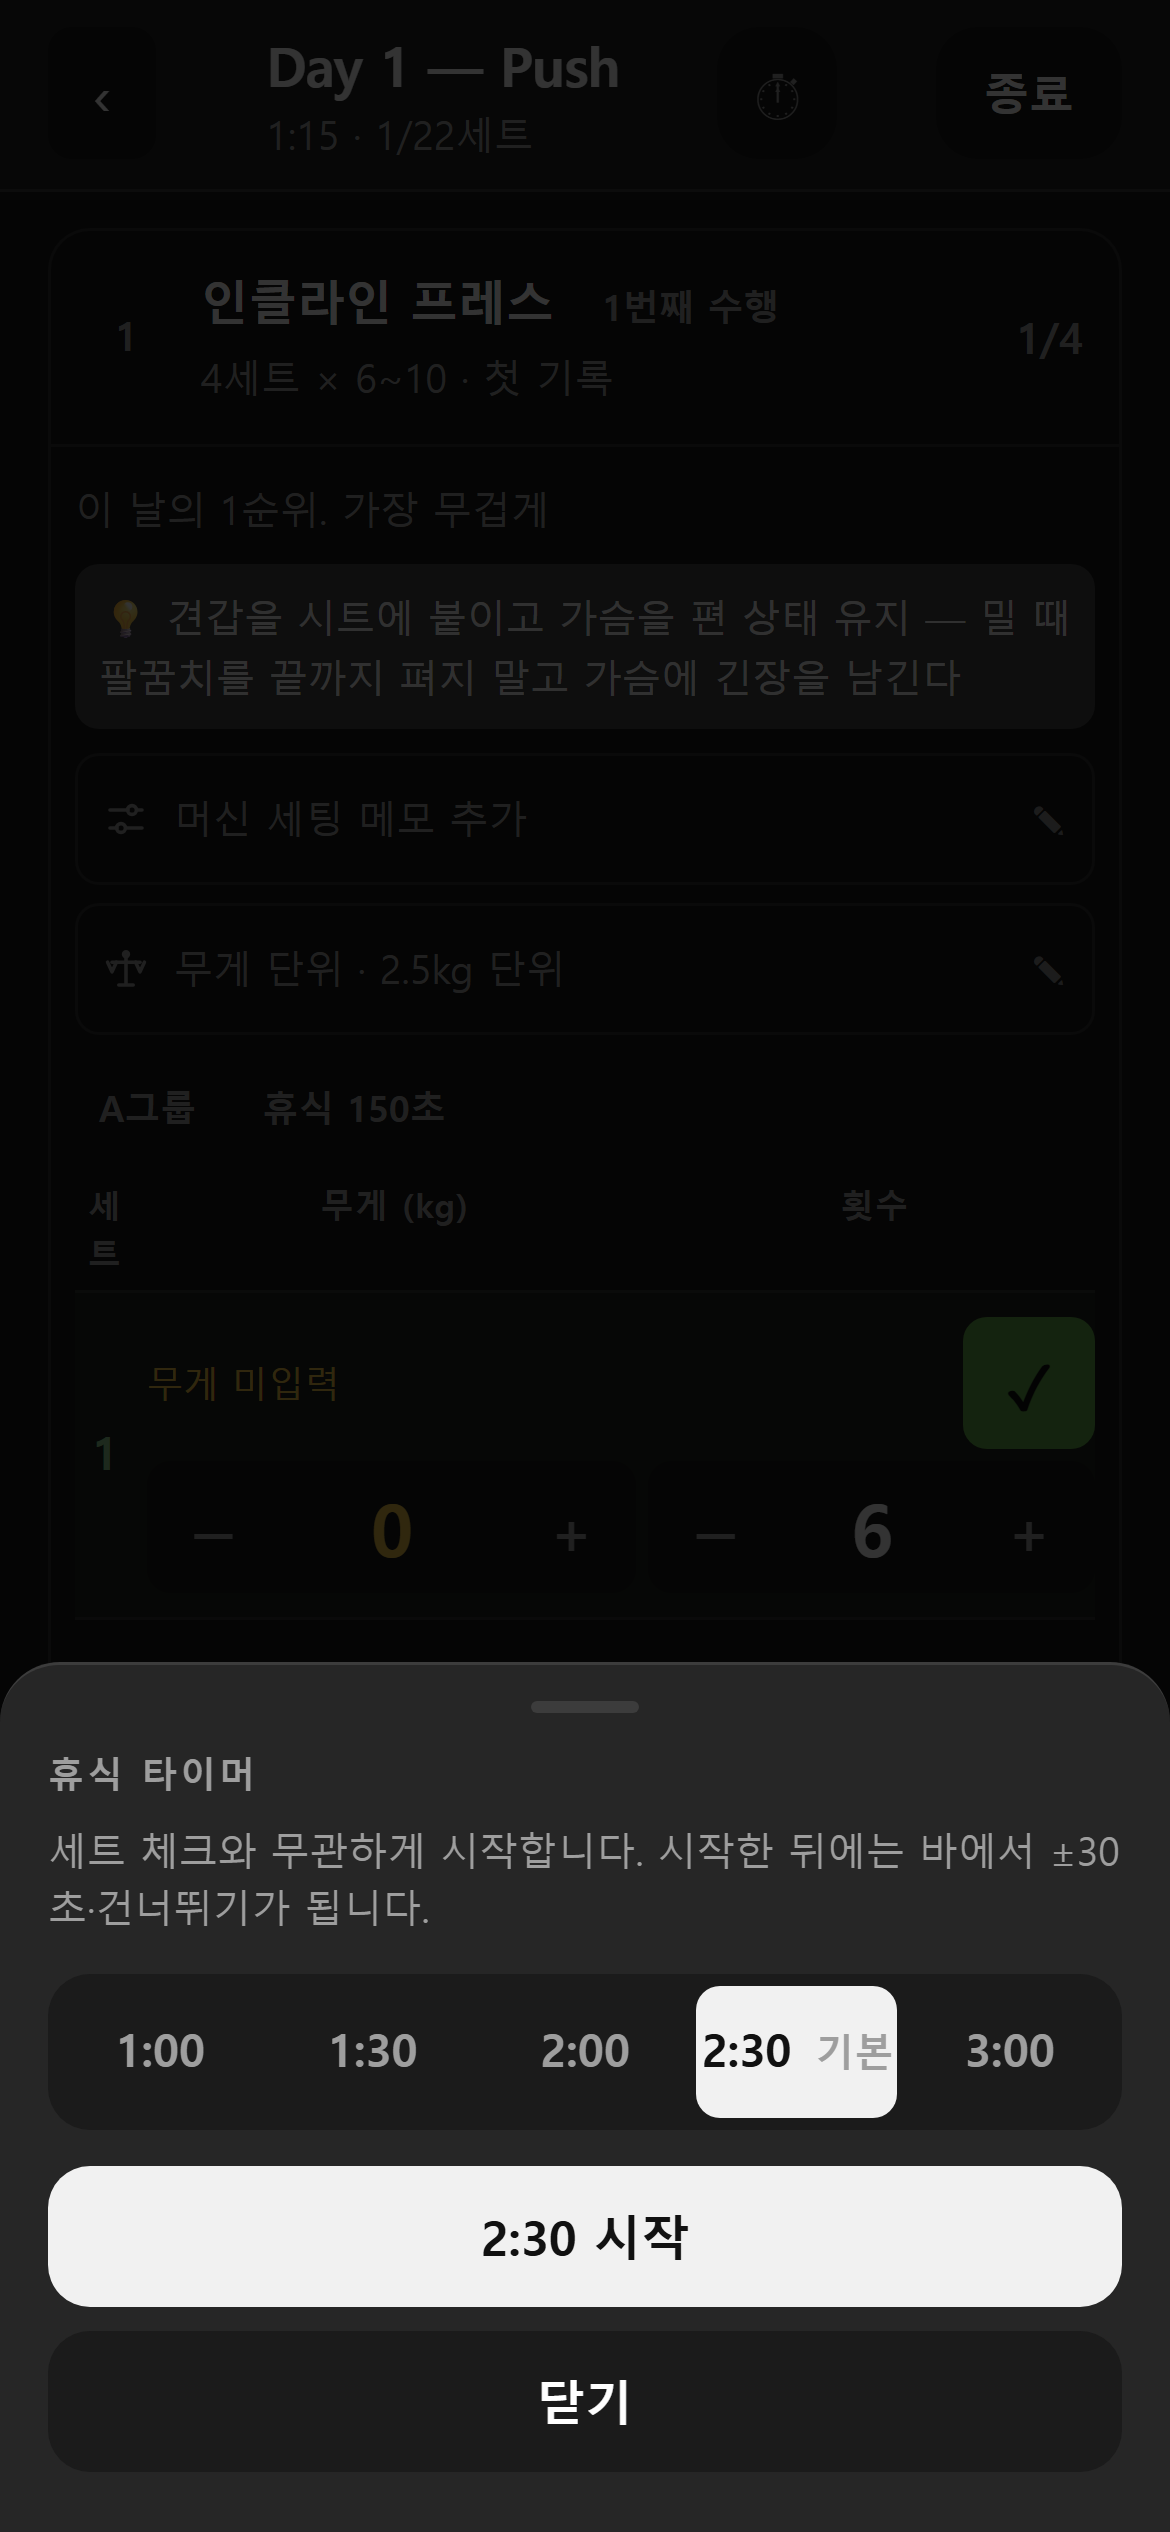 Day 1 — Push
1:15 · 1/22세트
종료
1
인클라인 프레스 1번째 수행
4세트 × 6~10 · 첫 기록
1/4
이 날의 1순위. 가장 무겁게
💡 견갑을 시트에 붙이고 가슴을 편 상태 유지 — 밀 때
팔꿈치를 끝까지 펴지 말고 가슴에 긴장을 남긴다
머신 세팅 메모 추가
무게 단위 · 2.5kg 단위
A그룹 휴식 150초
세트 무게 (kg) 횟수
무게 미입력
1
— 0 + — 6 +
휴식 타이머
세트 체크와 무관하게 시작합니다. 시작한 뒤에는 바에서 ±30
초·건너뛰기가 됩니다.
1:00 1:30 2:00 2:30 기본 3:00
2:30 시작
닫기